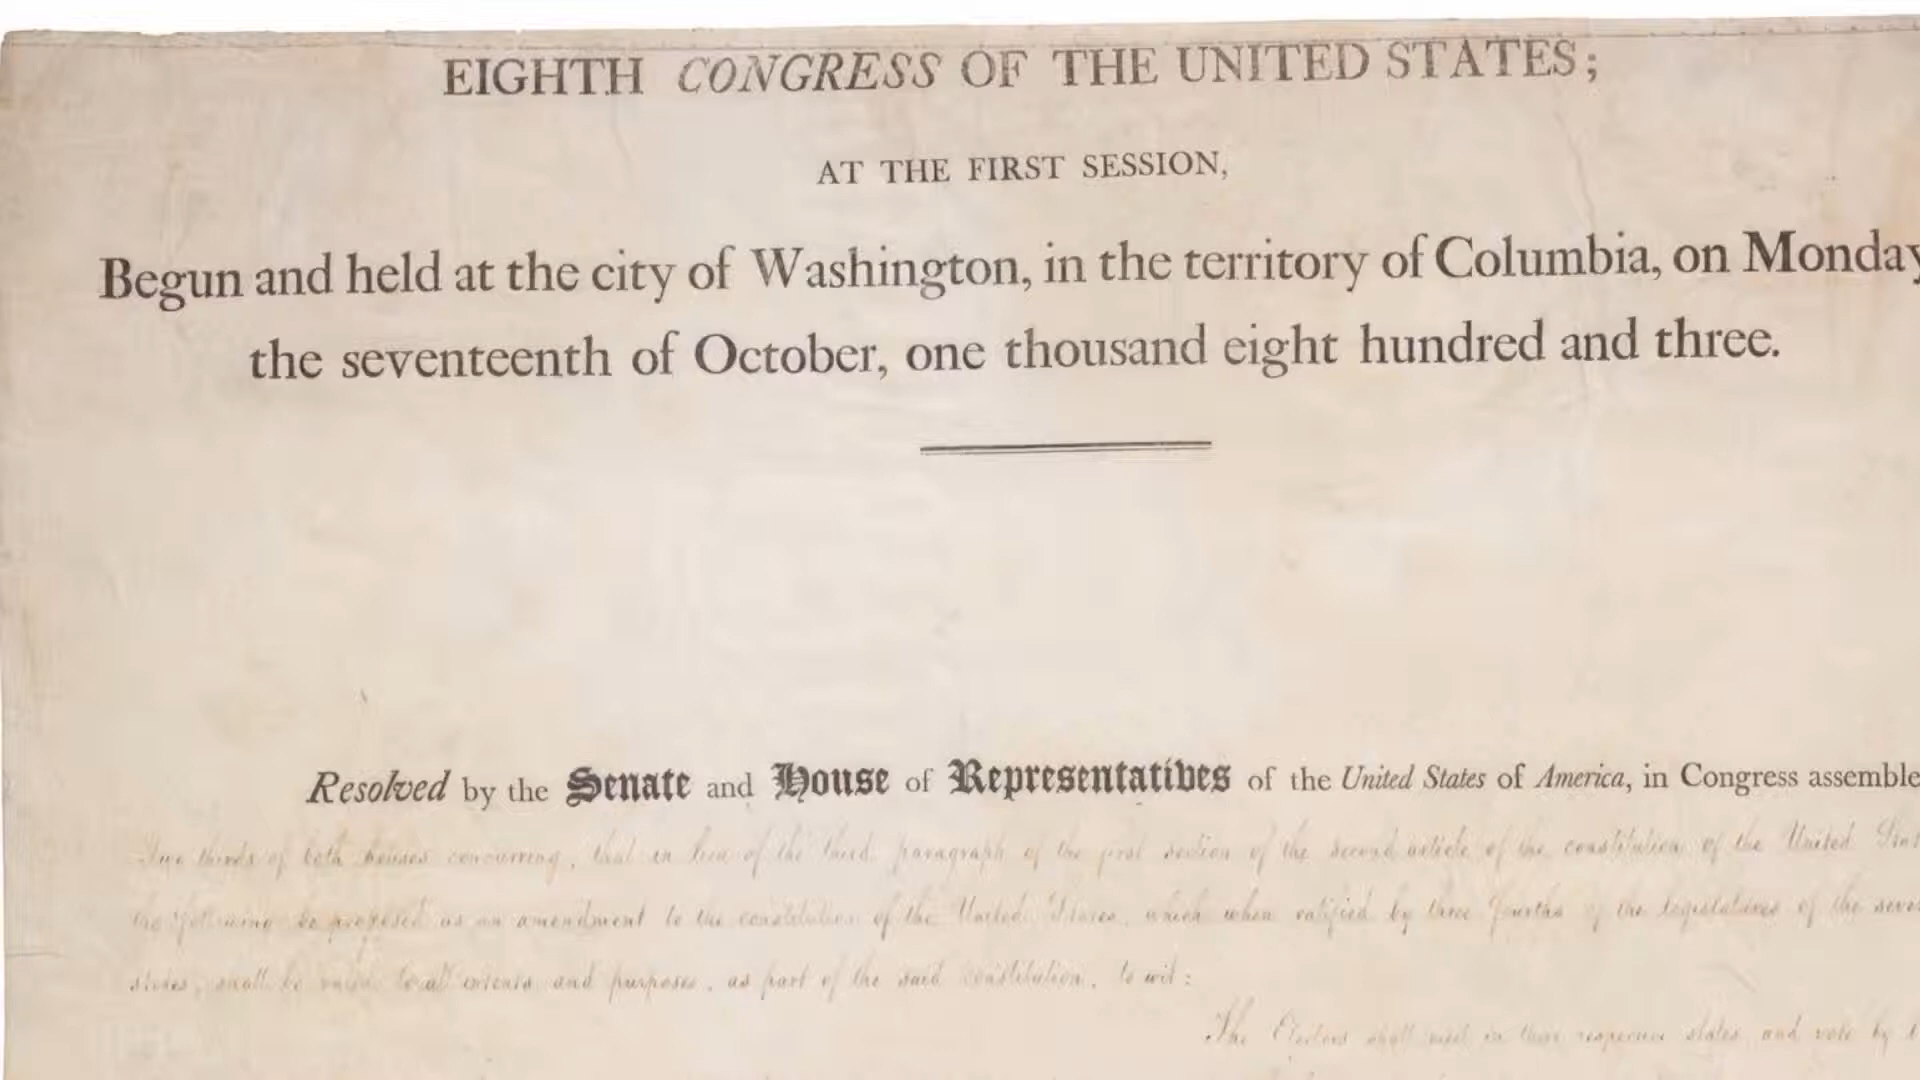 EIGHTH CONGRESS OF THE UNITED STATES;
AT THE FIRST SESSION,
Begun and held at the city of Washington, in the territory of Columbia, on Monday
the seventeenth of October, one thousand eight hundred and three.
Resolved by the Senate and House of Representatives of the United States of America, in Congress assemble
Two thirds of both houses concurring, that in lieu of the third paragraph of the first section of the second article of the constitution of the United Stat
the following be proposed as an amendment to the constitution of the United States, which when ratified by three fourths of the legislatures of the seve
states, shall be valid to all intents and purposes, as part of the said constitution, to wit:
The Electors shall meet in their respective states and vote by